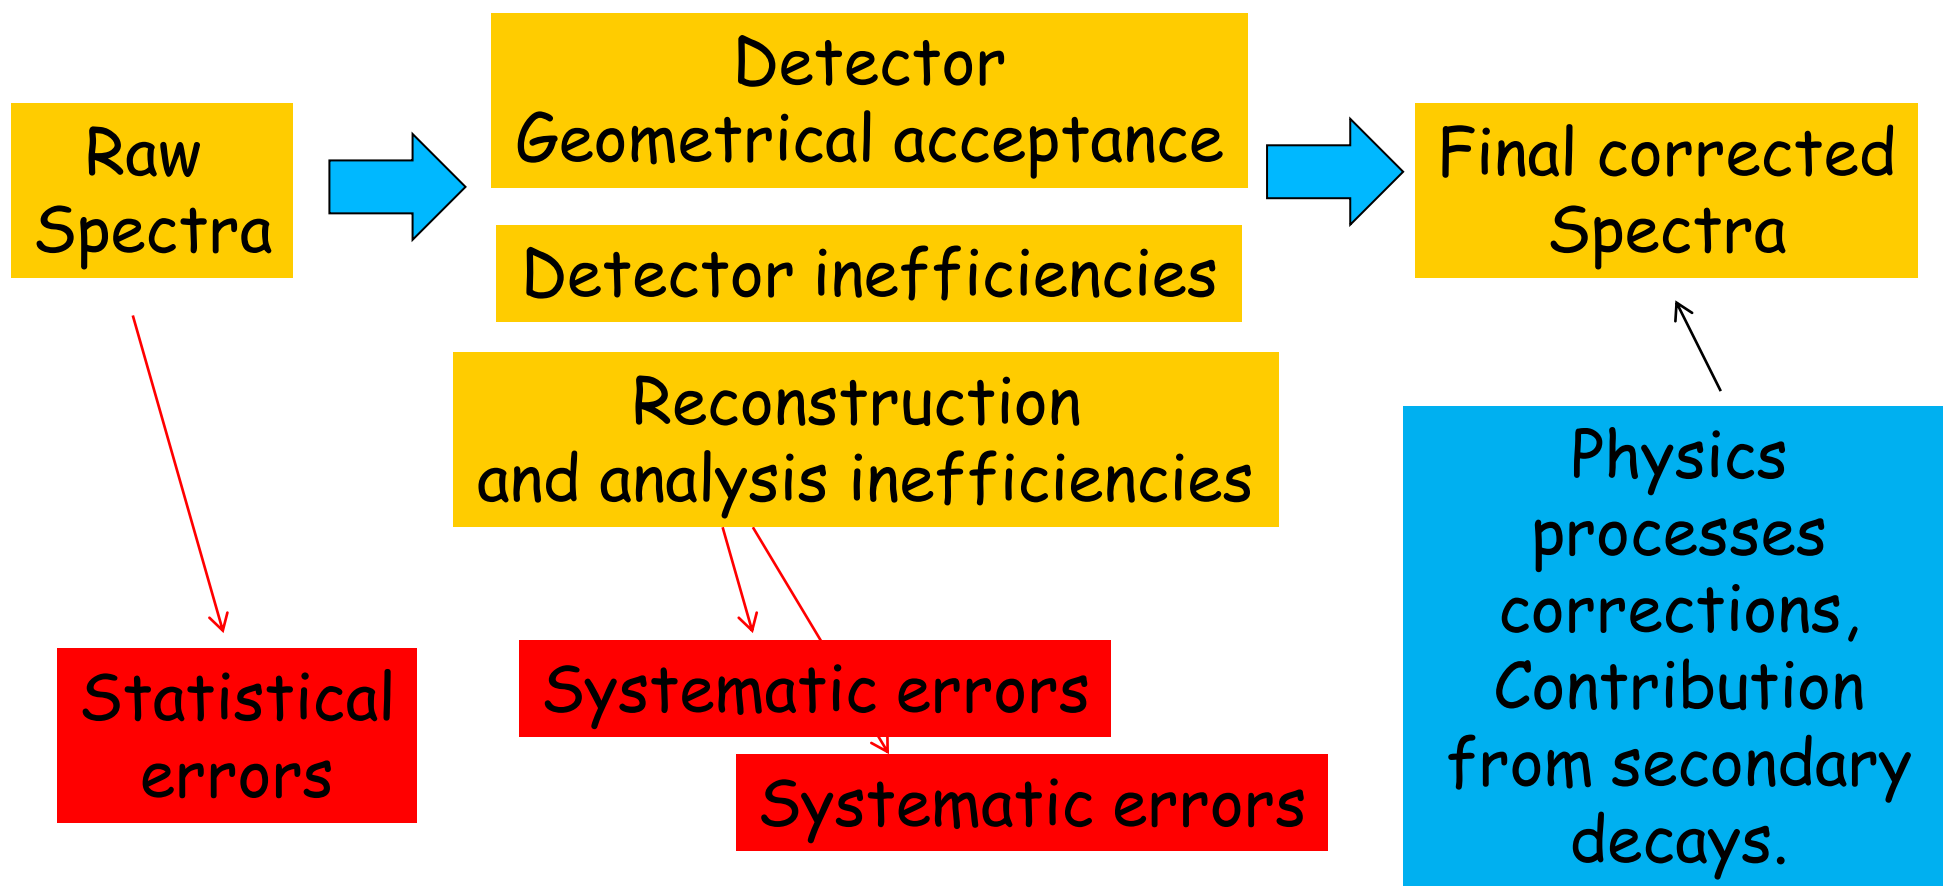 Raw
Spectra
Detector
Geometrical acceptance
Detector inefficiencies
Reconstruction
and analysis inefficiencies
Final corrected
Spectra
Statistical
errors
Systematic errors
Systematic errors
Physics
processes
corrections,
Contribution
from secondary
decays.